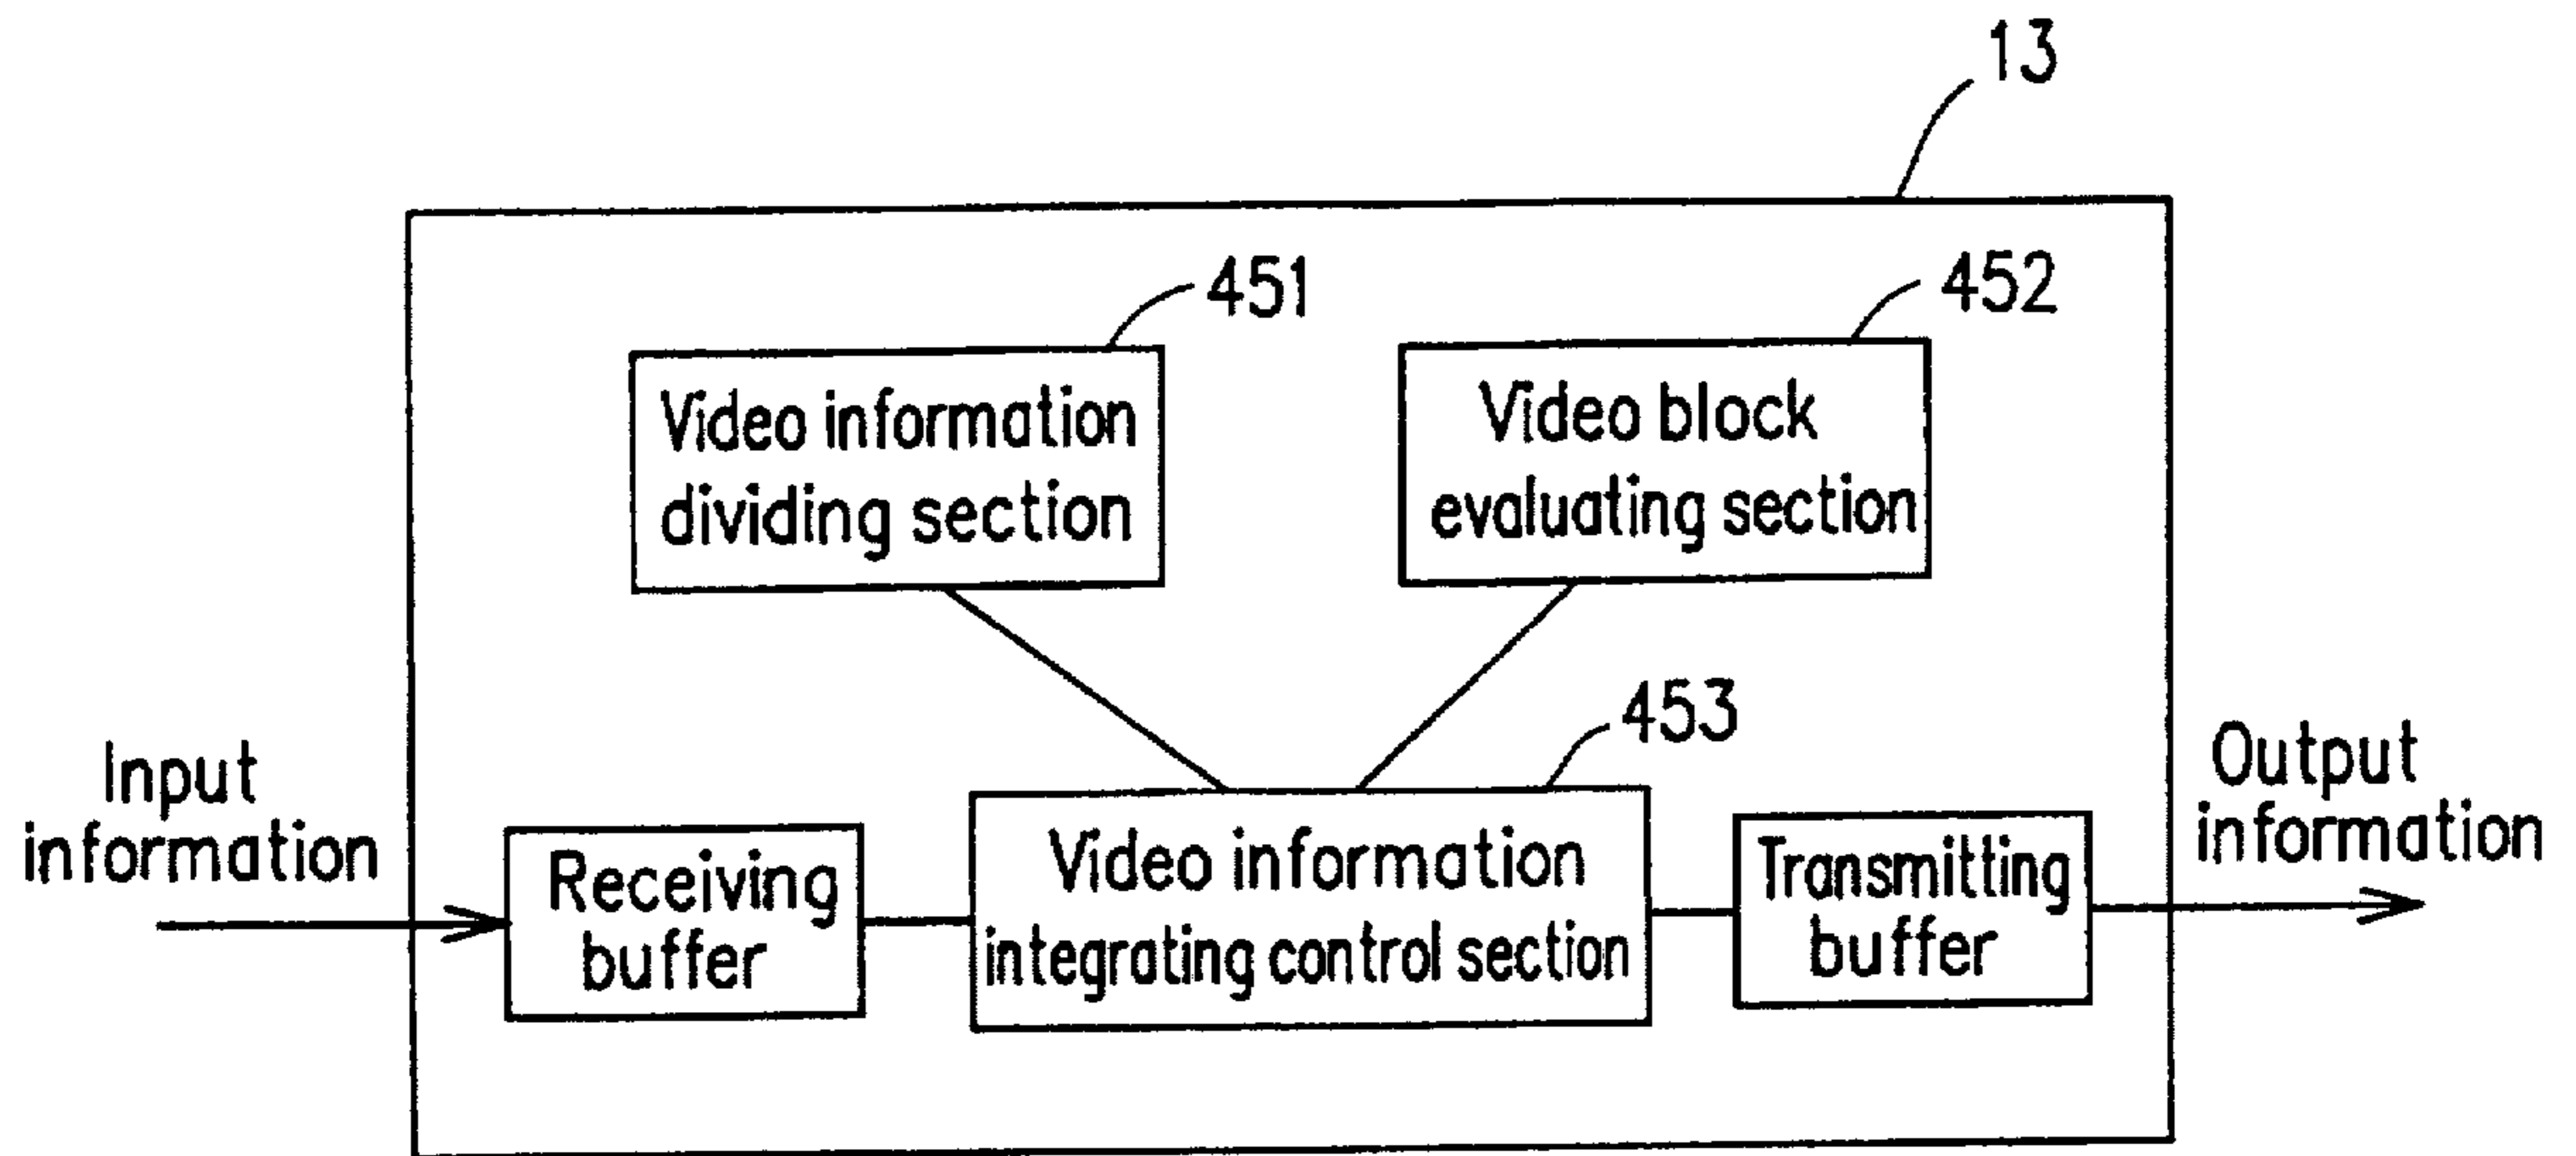 13
451
452
Video information
dividing section
Video block
evaluating section
453
Input
information
Receiving
buffer
Video information
integrating control section
Transmitting
buffer
Output
information